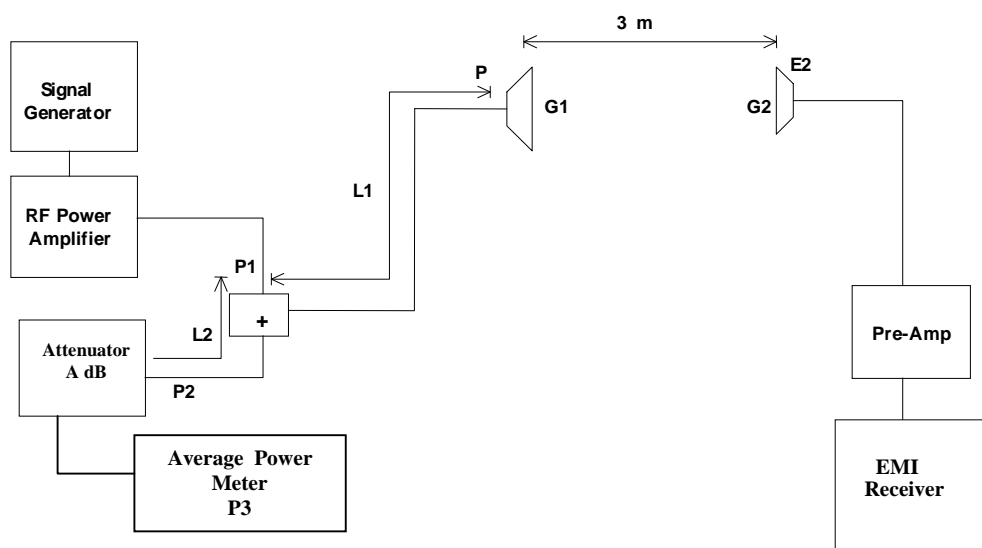 3 m
Signal
Generator
P
E2
G1
G2
L1
RF Power
Amplifier
P1
+
L2
Attenuator
A dB
P2
Pre-Amp
Average Power
Meter
P3
EMI
Receiver